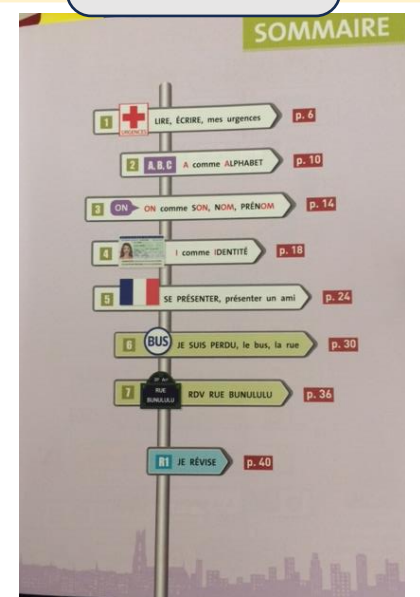 SOMMAIRE
1 URGENCES LIRE, ÉCRIRE, mes urgences p. 6
2 A, B, C A comme ALPHABET p. 10
3 ON ON comme SON, NOM, PRÉNOM p. 14
4 I comme IDENTITÉ p. 18
5 SE PRÉSENTER, présenter un ami p. 24
6 BUS JE SUIS PERDU, le bus, la rue p. 30
7 RUE BUNULULU RDV RUE BUNULULU p. 36
R1 JE RÉVISE p. 40